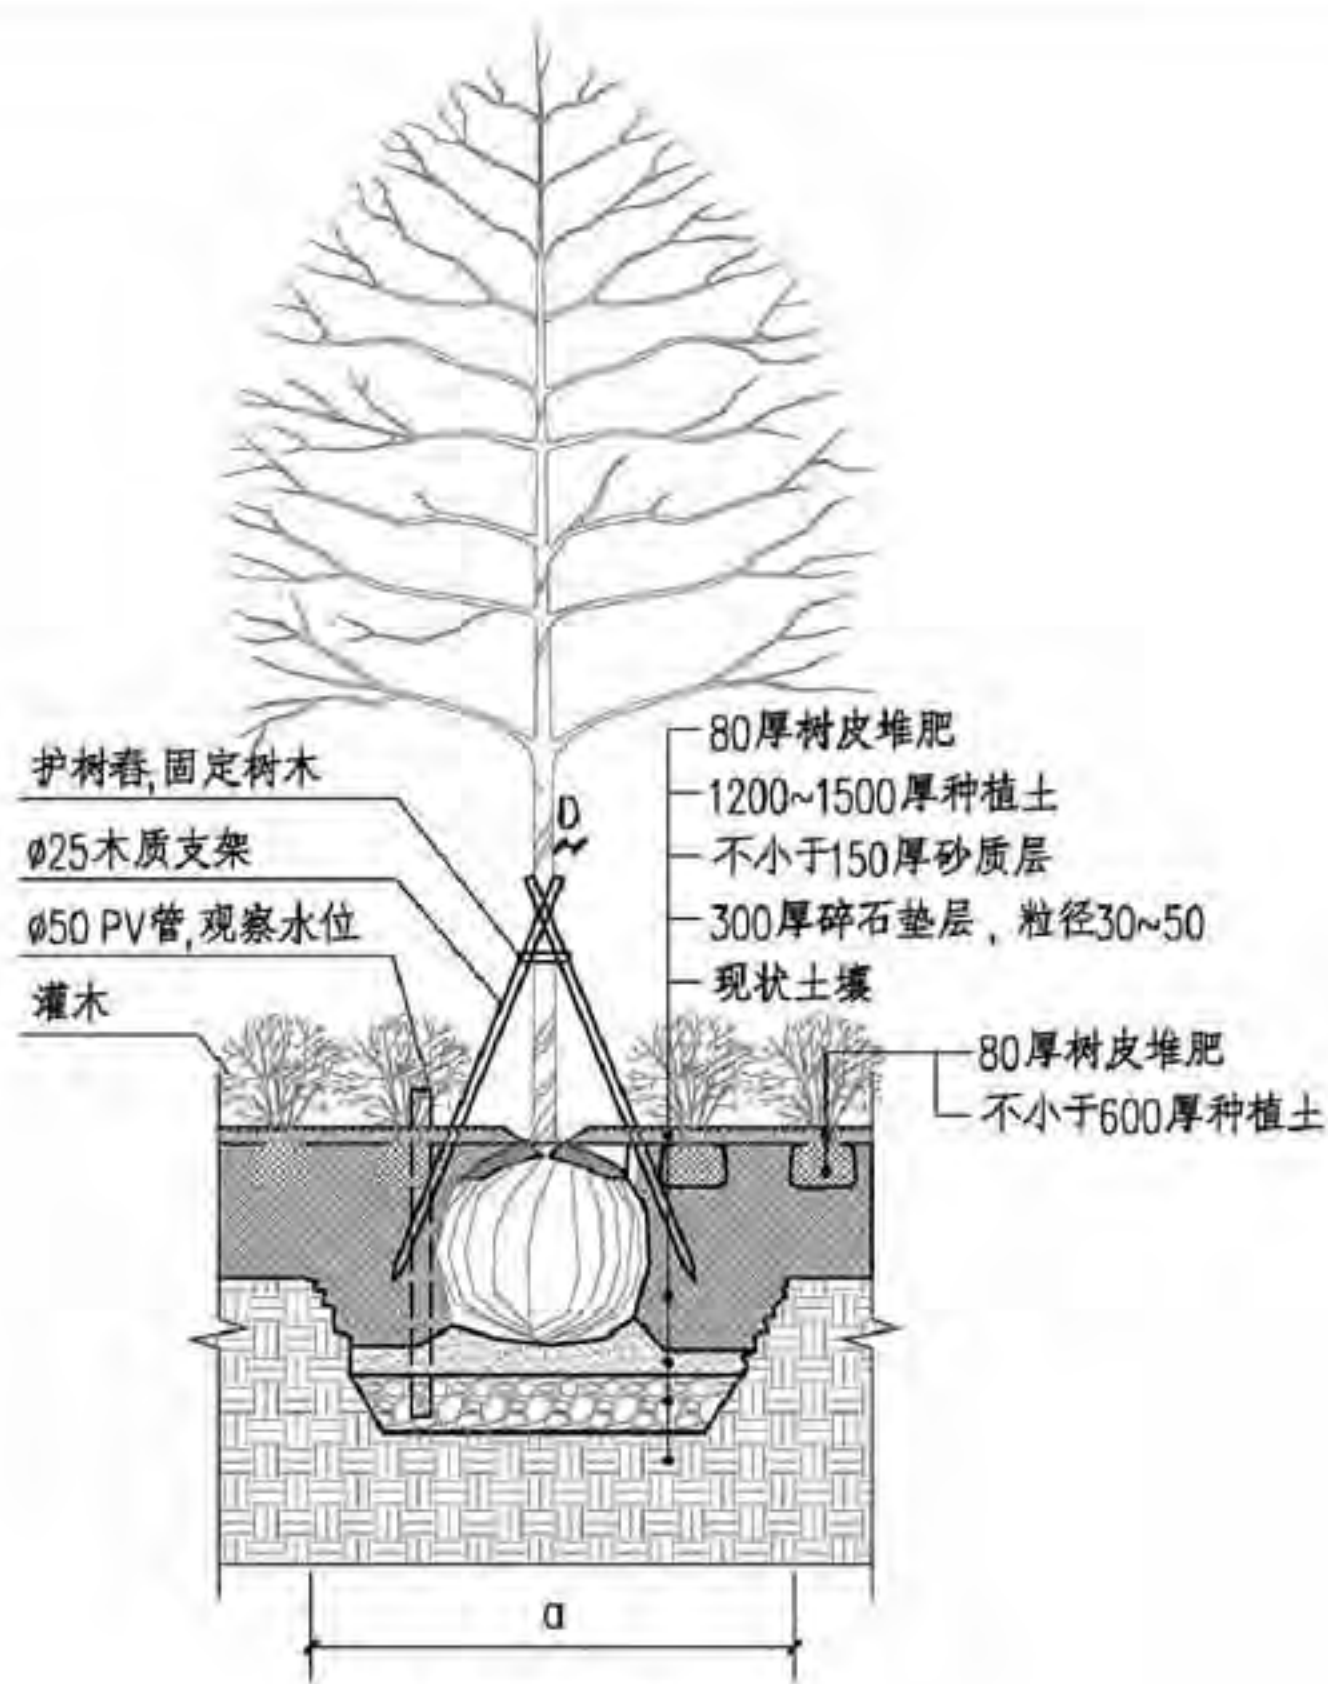 护树春,固定树木
ø25木质支架
ø50 PV管,观察水位
灌木
D
80厚树皮堆肥
1200~1500厚种植土
不小于150厚砂质层
300厚碎石垫层，粒径30~50
现状土壤
80厚树皮堆肥
不小于600厚种植土
a